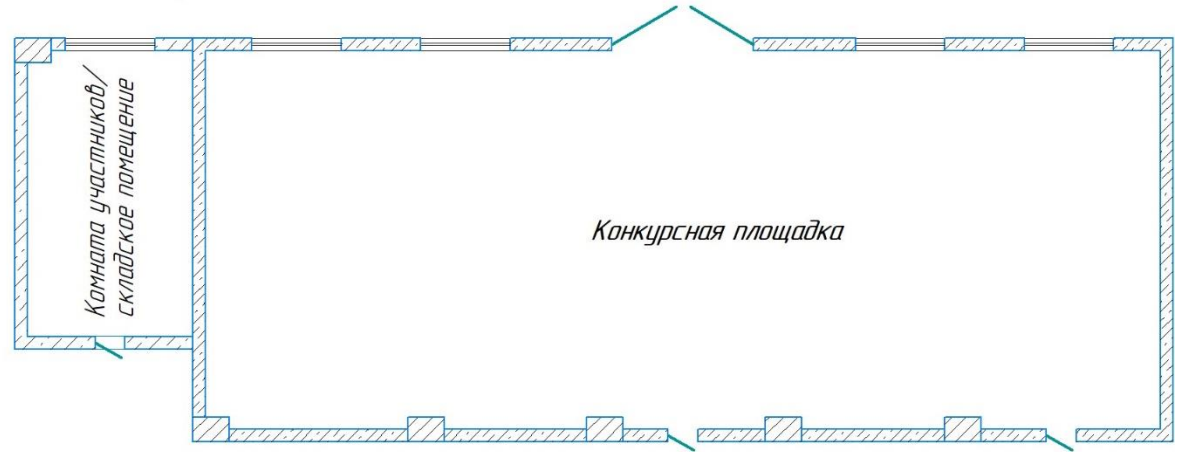 Комната участников/
складское помещение
Конкурсная площадка